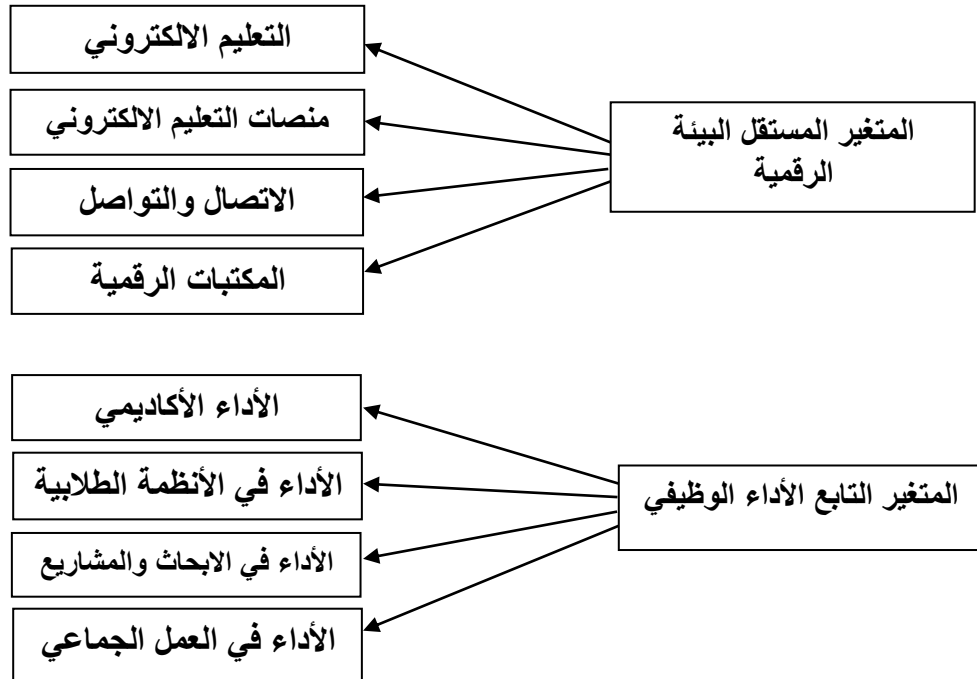 المتغير المستقل البيئة
الرقمية
التعليم الالكتروني
منصات التعليم الالكتروني
الاتصال والتواصل
المكتبات الرقمية
المتغير التابع الأداء الوظيفي
الأداء الأكاديمي
الأداء في الأنظمة الطلابية
الأداء في الابحاث والمشاريع
الأداء في العمل الجماعي